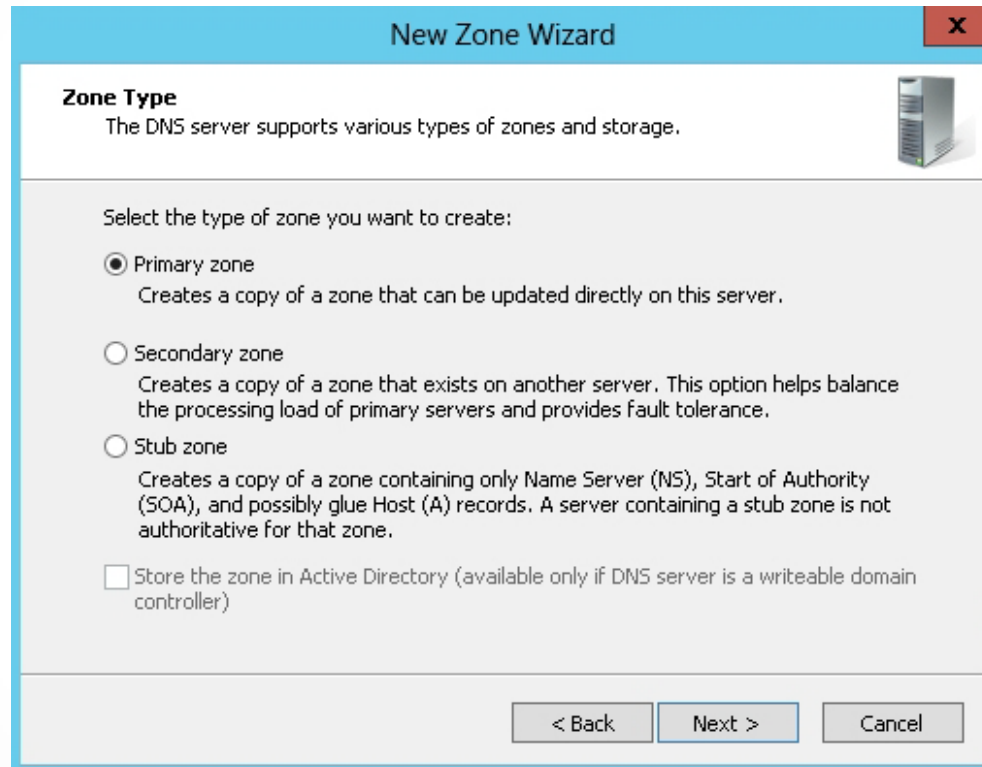 New Zone Wizard
x
Zone Type
The DNS server supports various types of zones and storage.
Select the type of zone you want to create:
Primary zone
Creates a copy of a zone that can be updated directly on this server.
Secondary zone
Creates a copy of a zone that exists on another server. This option helps balance
the processing load of primary servers and provides fault tolerance.
Stub zone
Creates a copy of a zone containing only Name Server (NS), Start of Authority
(SOA), and possibly glue Host (A) records. A server containing a stub zone is not
authoritative for that zone.
Store the zone in Active Directory (available only if DNS server is a writeable domain
controller)
< Back Next > Cancel